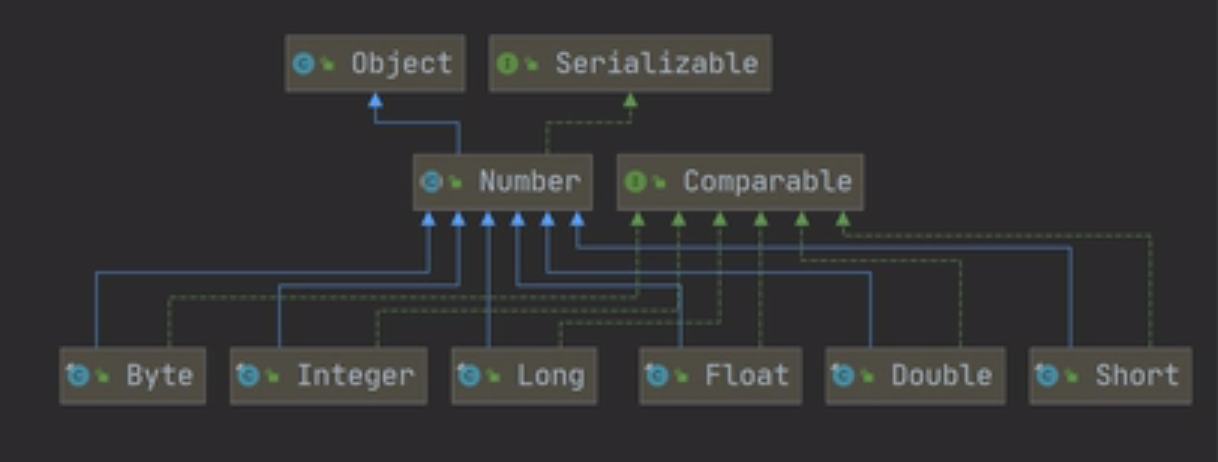 Object Serializable
Number Comparable
Byte Integer Long Float Double Short